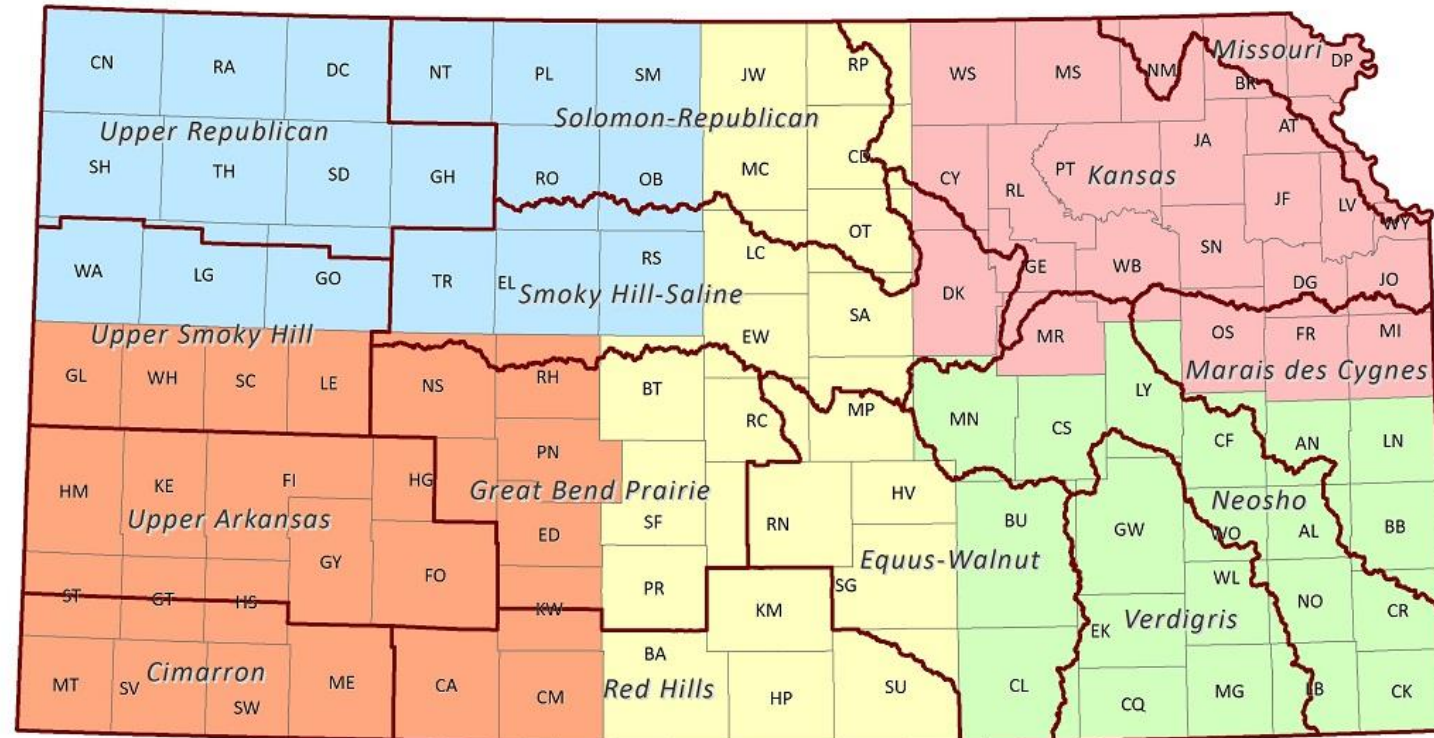 CN RA DC NT PL SM JW RP WS MS NM Missouri DP
BR
Upper Republican Solomon-Republican
SH TH SD GH RO OB MC CD CY RL PT Kansas JA AT
JF LV WY
WA LG GO TR EL RS LC OT DK GE WB SN DG JO
Smoky Hill-Saline
Upper Smoky Hill EW SA MR OS FR MI
GL WH SC LE NS RH BT LY Marais des Cygnes
PN RC MP MN CS CF AN LN
HM KE FI HG Great Bend Prairie HV Neosho
Upper Arkansas SF RN BU GW WO AL BB
GY FO ED Equus-Walnut
ST GT HS KW PR KM SG WL NO CR
EK Verdigris
MT SV Cimarron ME CA CM BA Red Hills HP SU CL MG LB CK
SW CQ